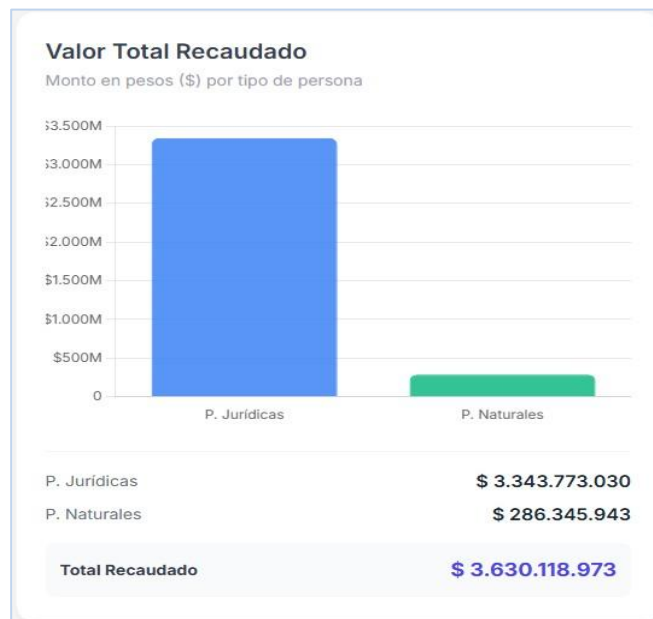 Valor Total Recaudado
Monto en pesos ($) por tipo de persona
$3.500M
$3.000M
$2.500M
$2.000M
$1.500M
$1.000M
$500M
0
P. Jurídicas P. Naturales
P. Jurídicas $ 3.343.773.030
P. Naturales $ 286.345.943
Total Recaudado $ 3.630.118.973